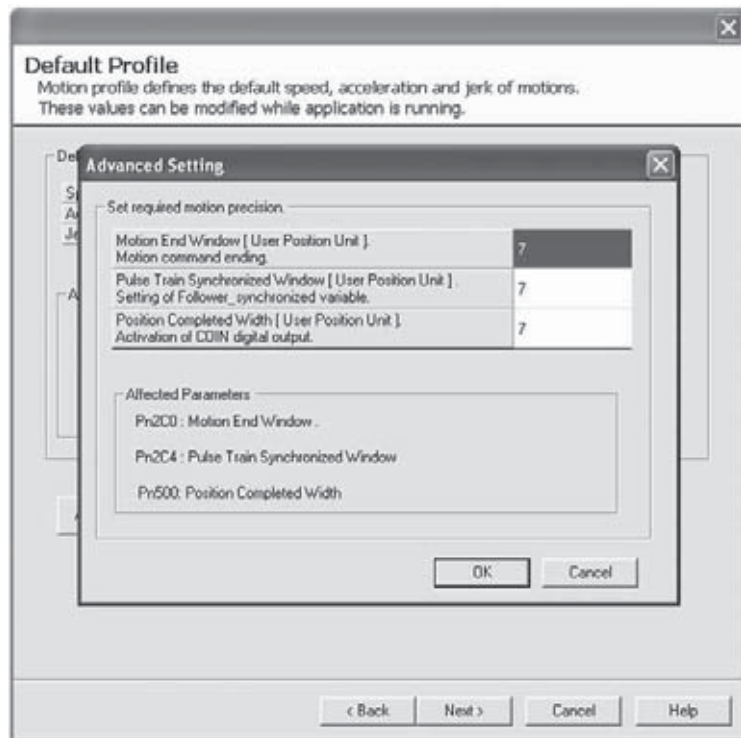 Default Profile
Motion profile defines the default speed, acceleration and jerk of motions.
These values can be modified while application is running.
Advanced Setting
Set required motion precision.
Motion End Window [ User Position Unit ].
Motion command ending.
7
Pulse Train Synchronized Window [ User Position Unit ] .
Setting of Follower_synchronized variable.
7
Position Completed Width [ User Position Unit ].
Activation of COIN digital output.
7
Affected Parameters
Pn2C0 : Motion End Window .
Pn2C4 : Pulse Train Synchronized Window
Pn500: Position Completed Width
OK
Cancel
< Back
Next >
Cancel
Help